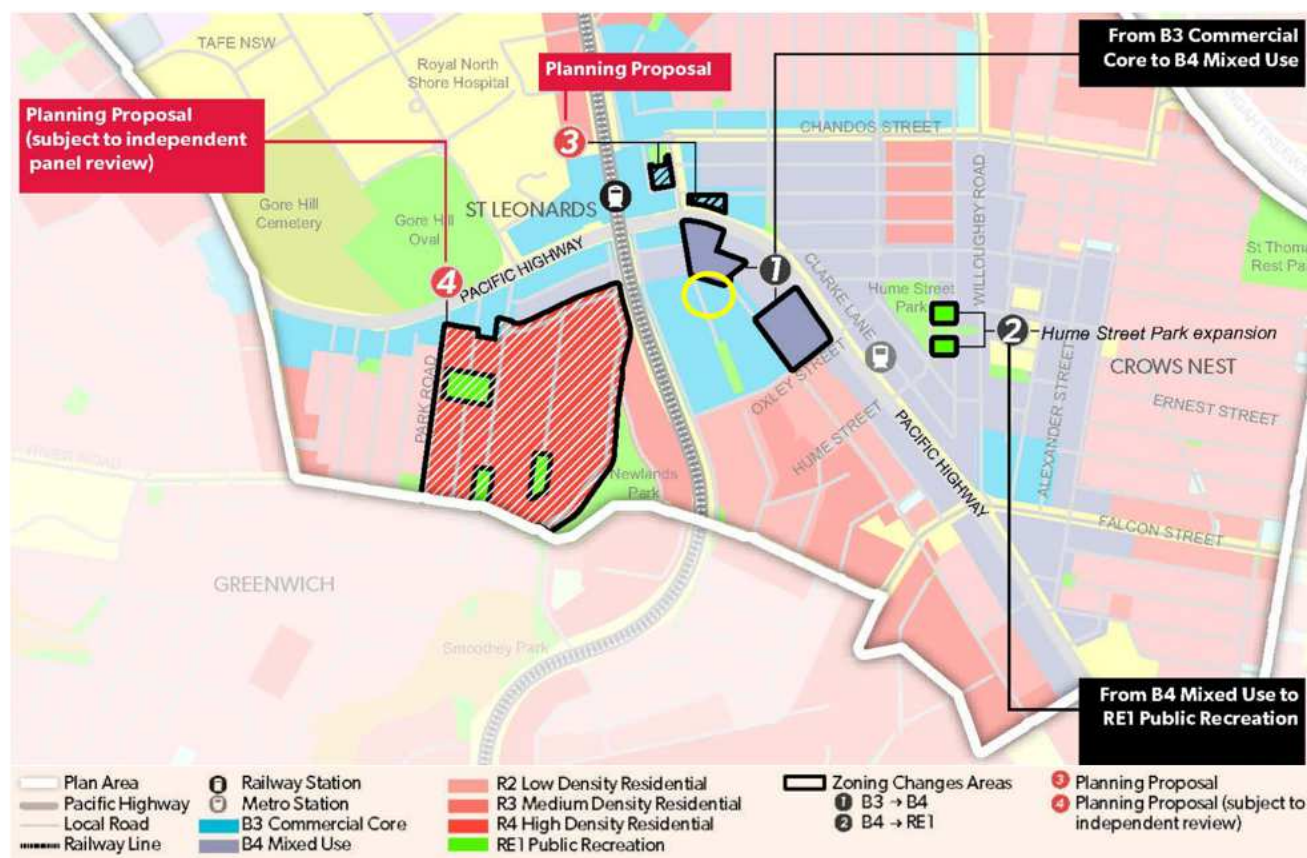 TAFE NSW
Royal North
Shore Hospital
Planning Proposal
From B3 Commercial
Core to B4 Mixed Use
Planning Proposal
(subject to independent
panel review)
3
CHANDOS STREET
Gore Hill
Cemetery
Gore Hill
Oval
ST LEONARDS
PACIFIC HIGHWAY
4
1
CLARKE LANE
WILLOUGHBY ROAD
St Thoma
Rest Pa
Hume Street
Park
2
Hume Street Park expansion
CROWS NEST
PARK ROAD
OXLEY STREET
HUME STREET
ALEXANDER STREET
ERNEST STREET
RIVER ROAD
Newlands
Park
PACIFIC HIGHWAY
FALCON STREET
GREENWICH
Smoothey Park
From B4 Mixed Use to
RE1 Public Recreation
Plan Area
Pacific Highway
Local Road
Railway Line
Railway Station
Metro Station
B3 Commercial Core
B4 Mixed Use
R2 Low Density Residential
R3 Medium Density Residential
R4 High Density Residential
RE1 Public Recreation
Zoning Changes Areas
1 B3 → B4
2 B4 → RE1
3 Planning Proposal
4 Planning Proposal (subject to
independent review)